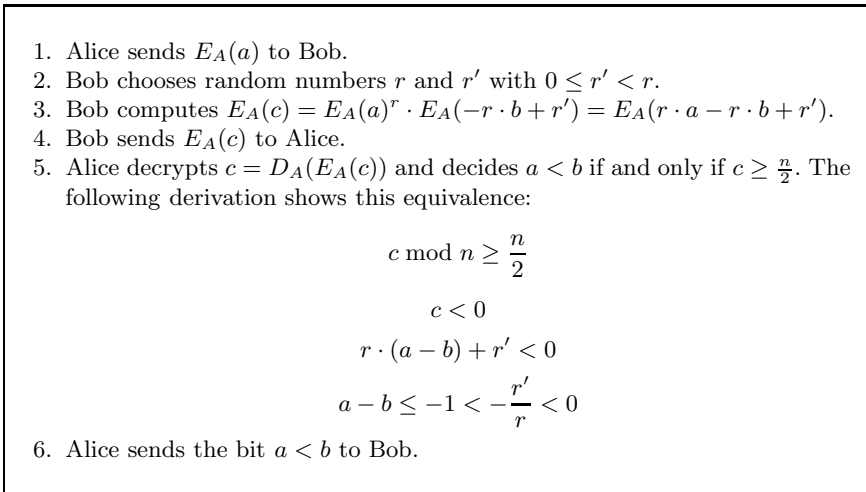 1. Alice sends E_A(a) to Bob.
2. Bob chooses random numbers r and r′ with 0 ≤ r′ < r.
3. Bob computes E_A(c) = E_A(a)^r · E_A(−r · b + r′) = E_A(r · a − r · b + r′).
4. Bob sends E_A(c) to Alice.
5. Alice decrypts c = D_A(E_A(c)) and decides a < b if and only if c ≥ n/2. The
following derivation shows this equivalence:
c mod n ≥ n/2
c < 0
r · (a − b) + r′ < 0
a − b ≤ −1 < −r′/r < 0
6. Alice sends the bit a < b to Bob.